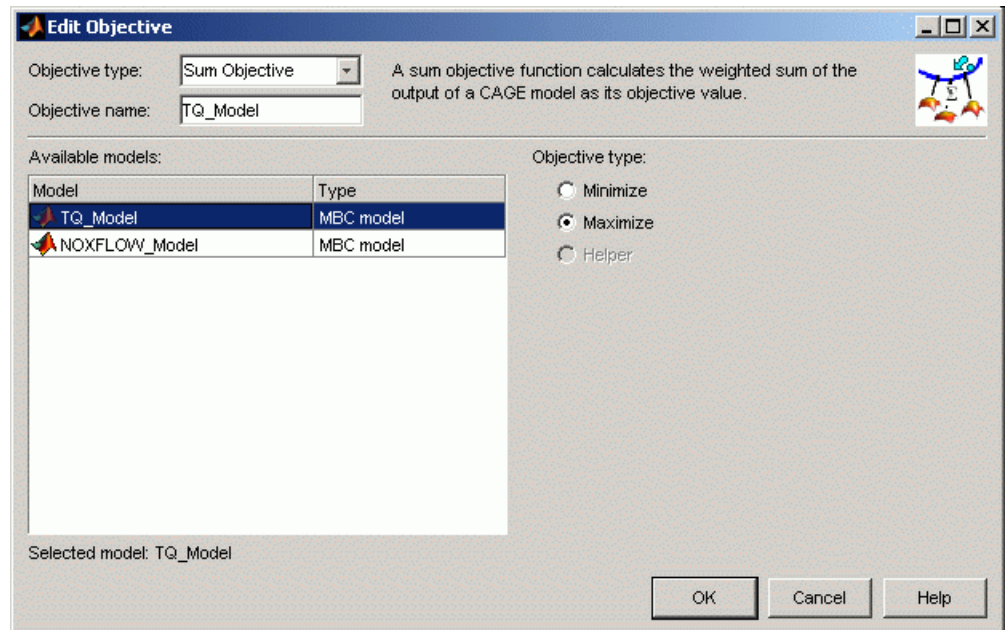 Edit Objective
Objective type: Sum Objective
Objective name: TQ_Model
A sum objective function calculates the weighted sum of the
output of a CAGE model as its objective value.
Available models:
Model Type
TQ_Model MBC model
NOXFLOW_Model MBC model
Selected model: TQ_Model
Objective type:
Minimize
Maximize
Helper
OK Cancel Help